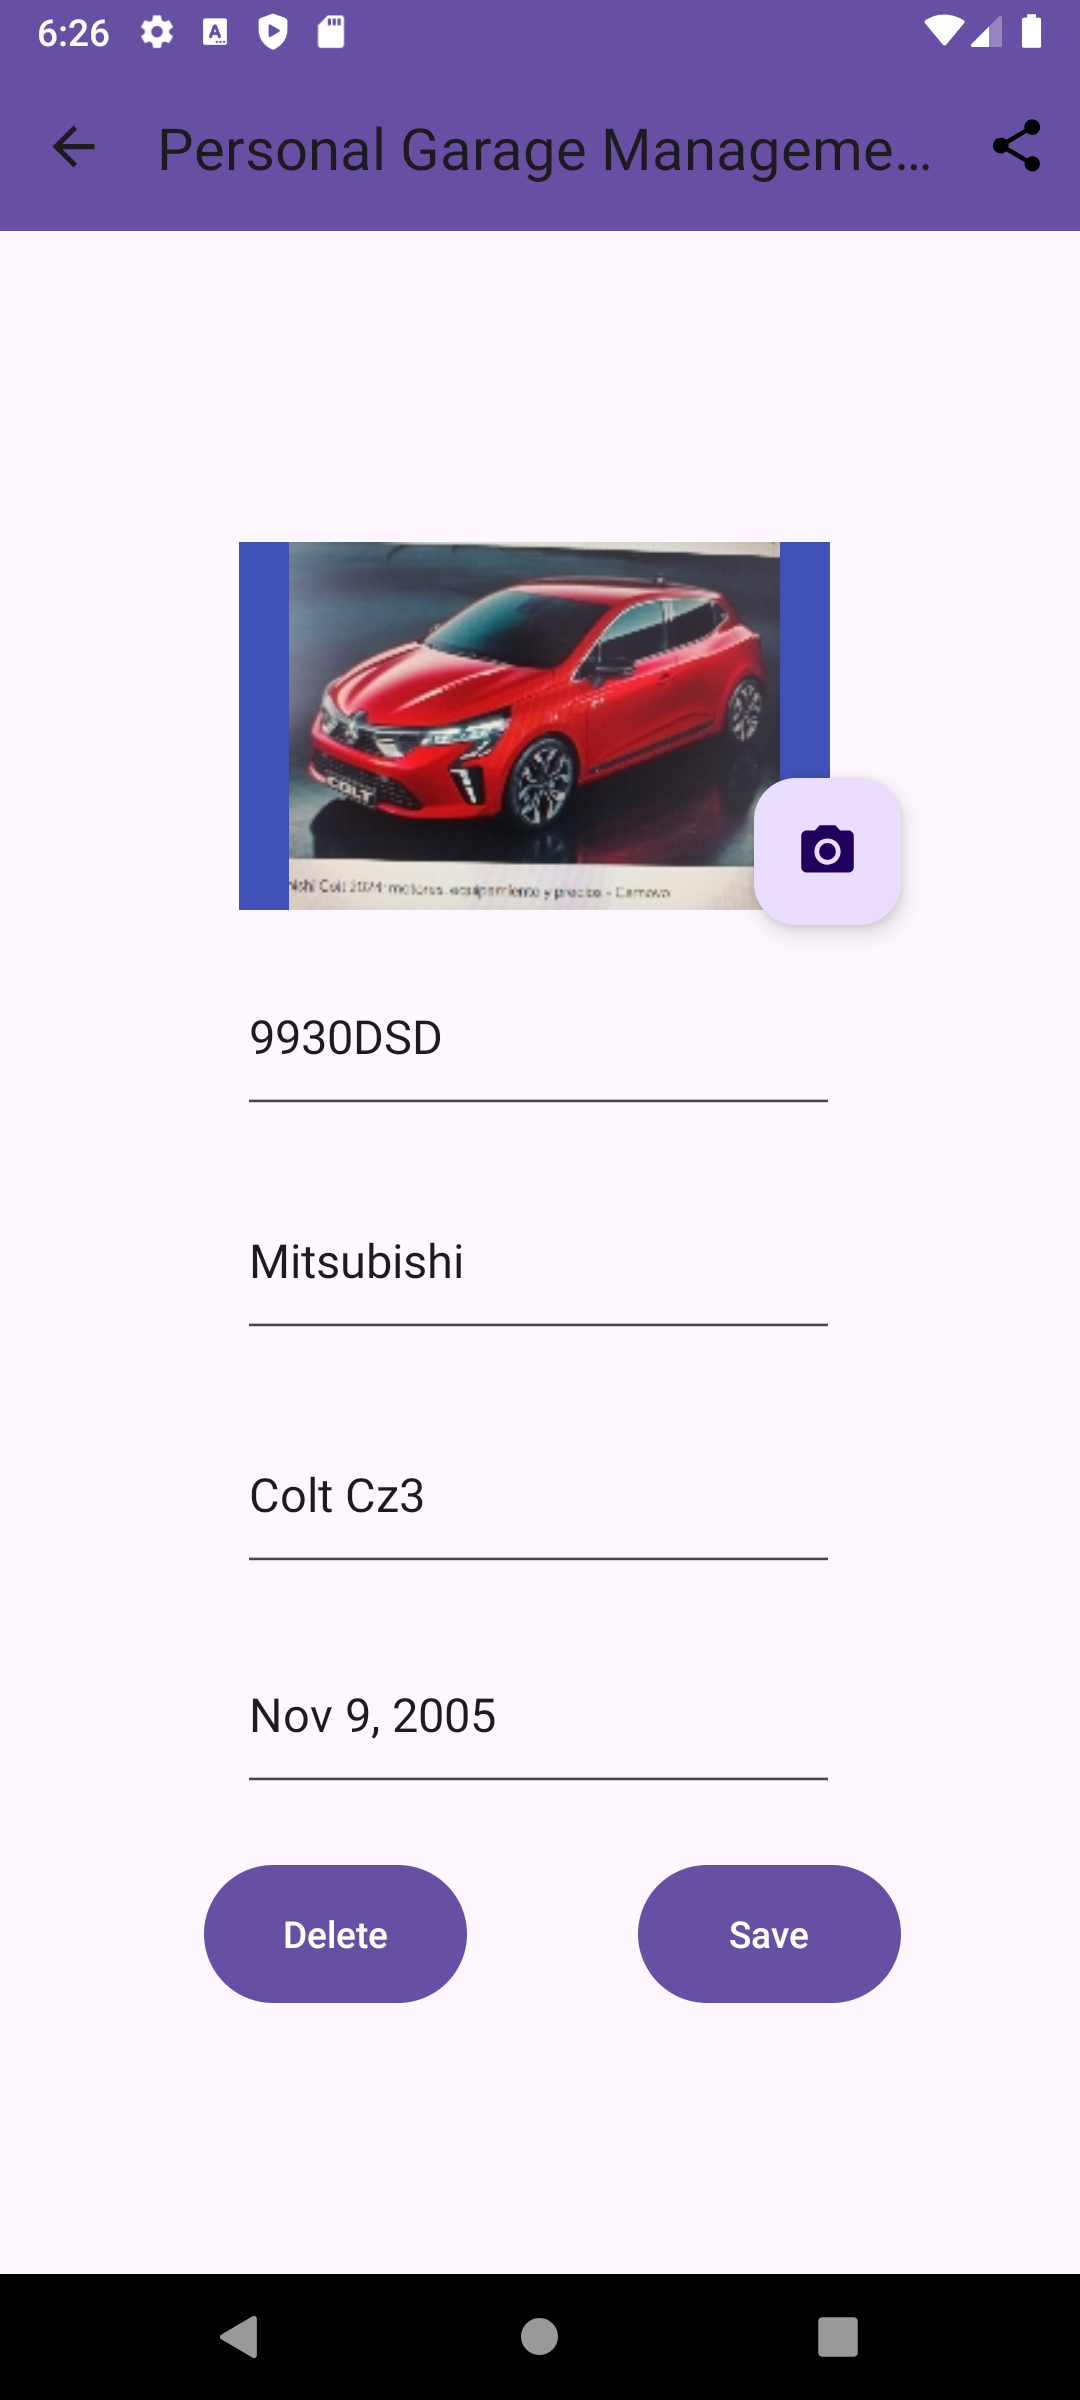 6:26
Personal Garage Manageme...
COLT
ishi Colt 2024: motores, equipamiento y precios - Carnovo
9930DSD
Mitsubishi
Colt Cz3
Nov 9, 2005
Delete
Save